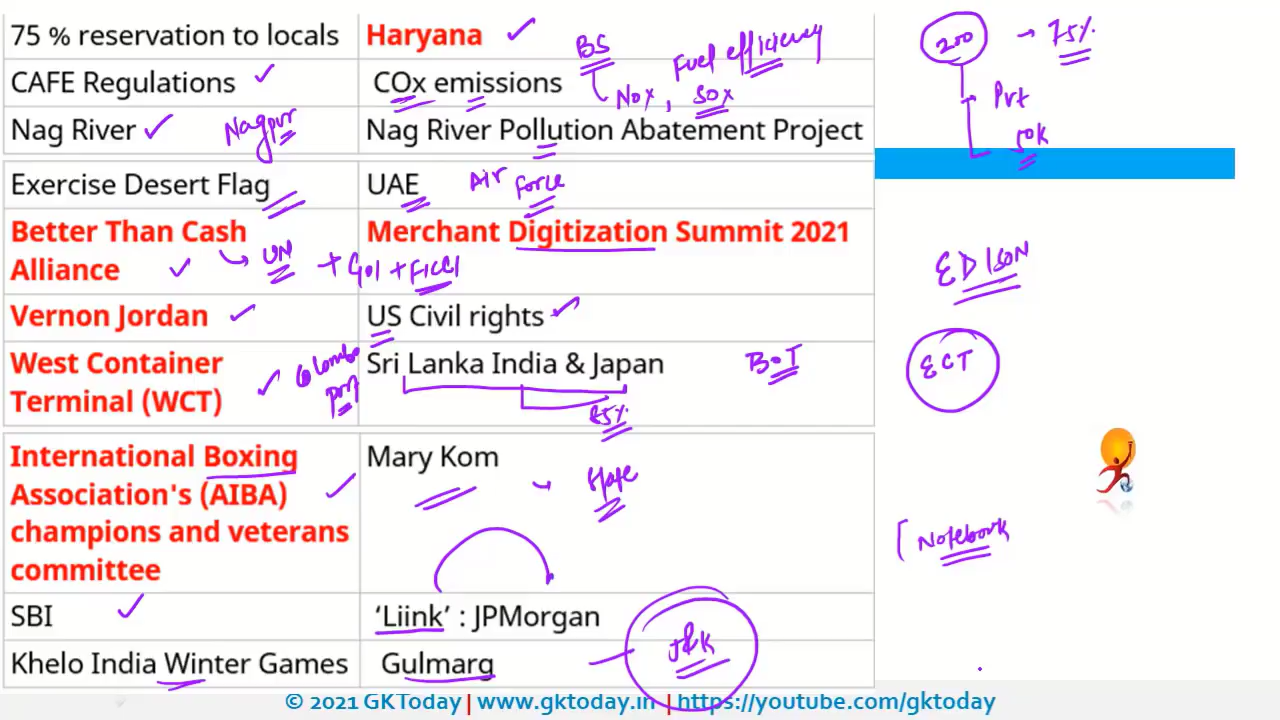 75 % reservation to locals Haryana
BS
Fuel efficiency
200 → 75%
CAFE Regulations COx emissions
NOx, SOx
Pvt
50K
Nag River Nagpur Nag River Pollution Abatement Project
Exercise Desert Flag UAE Air Force
Better Than Cash Merchant Digitization Summit 2021
Alliance UN + GoI + FICCI
EDISON
Vernon Jordan US Civil rights
West Container Sri Lanka India & Japan BOT
Terminal (WCT) Colombo port
85%
ECT
International Boxing Mary Kom
Association's (AIBA)
champions and veterans
committee
[Notebook
SBI ‘Liink’ : JPMorgan
J&K
Khelo India Winter Games Gulmarg
© 2021 GKToday | www.gktoday.in | https://youtube.com/gktoday